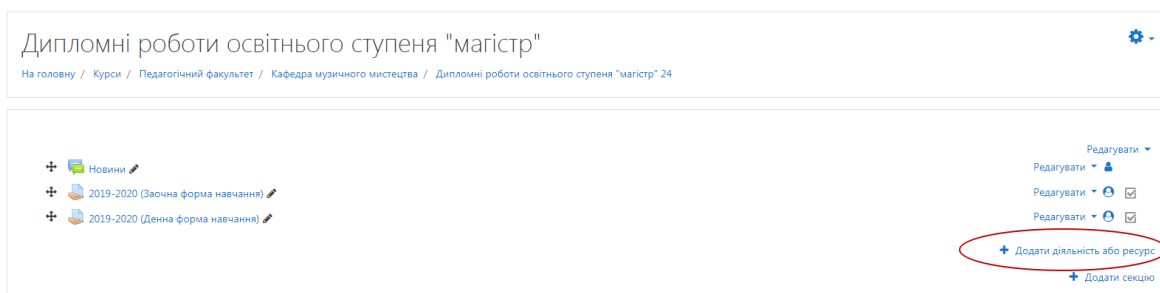 Дипломні роботи освітнього ступеня "магістр"
На головну / Курси / Педагогічний факультет / Кафедра музичного мистецтва / Дипломні роботи освітнього ступеня "магістр" 24
Редагувати
Новини Редагувати
2019-2020 (Заочна форма навчання) Редагувати
2019-2020 (Денна форма навчання) Редагувати
+ Додати діяльність або ресурс
+ Додати секцію